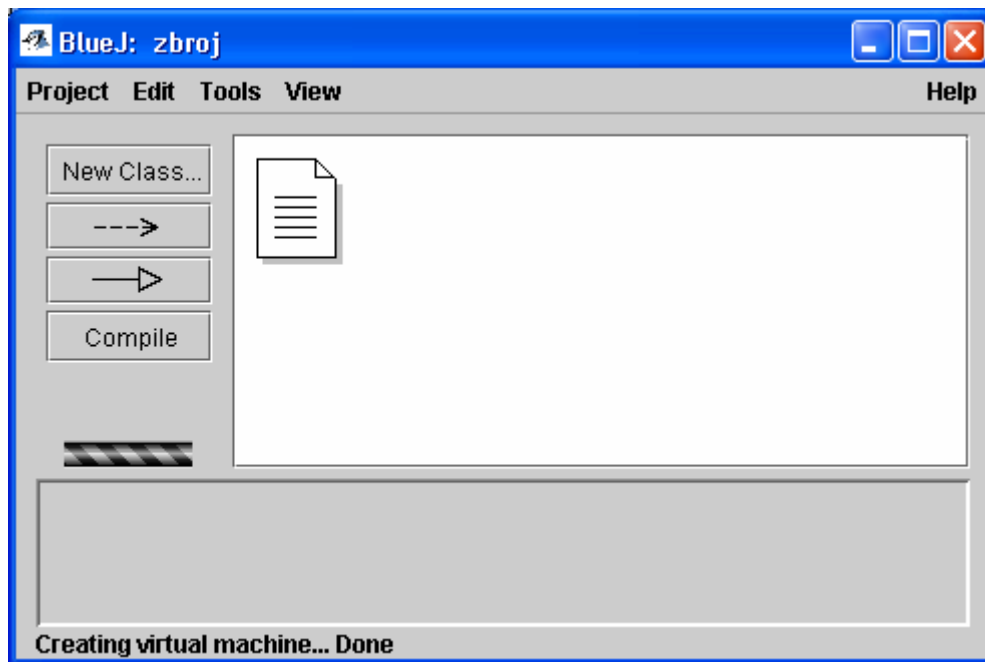 BlueJ: zbroj
Project Edit Tools View Help
New Class...
Compile
Creating virtual machine... Done